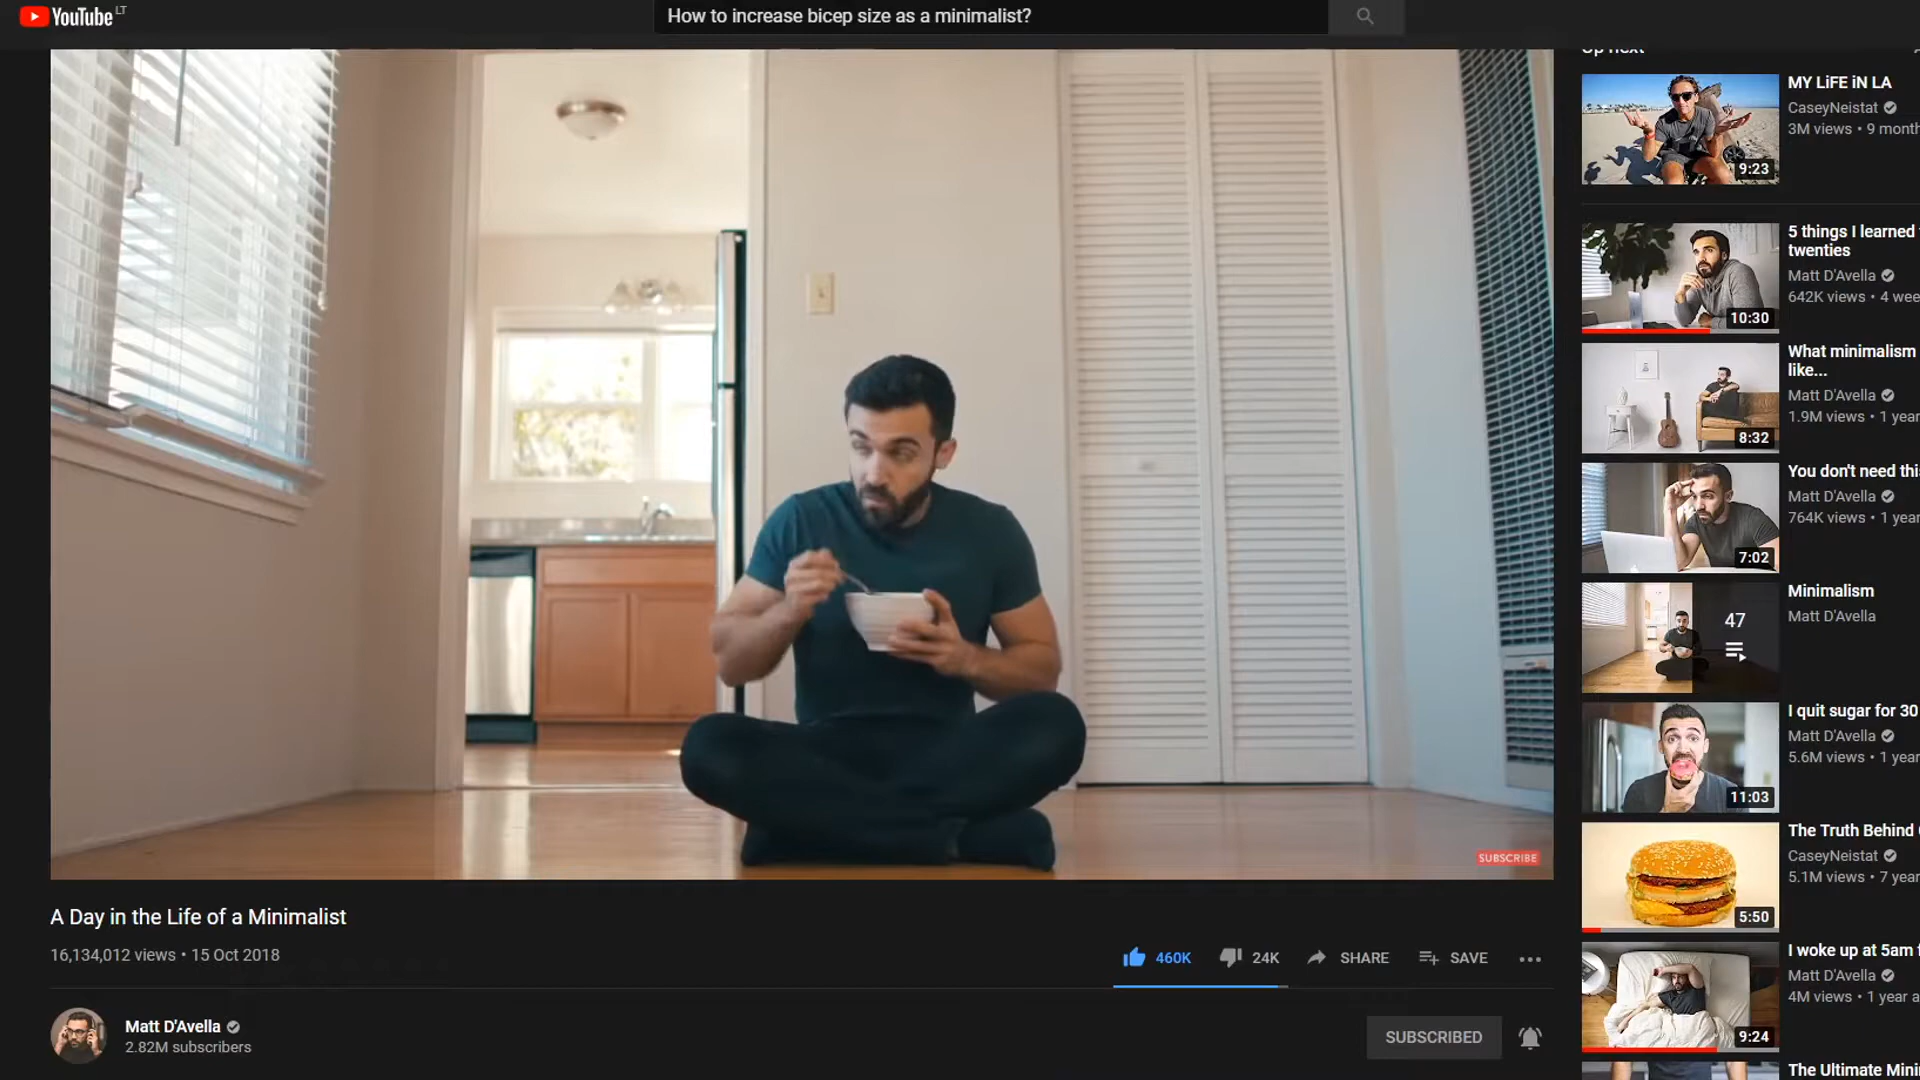 YouTube LT
How to increase bicep size as a minimalist?
SUBSCRIBE
A Day in the Life of a Minimalist
16,134,012 views • 15 Oct 2018
460K
24K
SHARE
SAVE
Matt D'Avella
2.82M subscribers
SUBSCRIBED
Up next
MY LiFE iN LA
CaseyNeistat
3M views • 9 month
9:23
5 things I learned
twenties
Matt D'Avella
642K views • 4 wee
10:30
What minimalism
like...
Matt D'Avella
1.9M views • 1 year
8:32
You don't need this
Matt D'Avella
764K views • 1 year
7:02
Minimalism
Matt D'Avella
47
I quit sugar for 30
Matt D'Avella
5.6M views • 1 year
11:03
The Truth Behind
CaseyNeistat
5.1M views • 7 year
5:50
I woke up at 5am f
Matt D'Avella
4M views • 1 year a
9:24
The Ultimate Mini